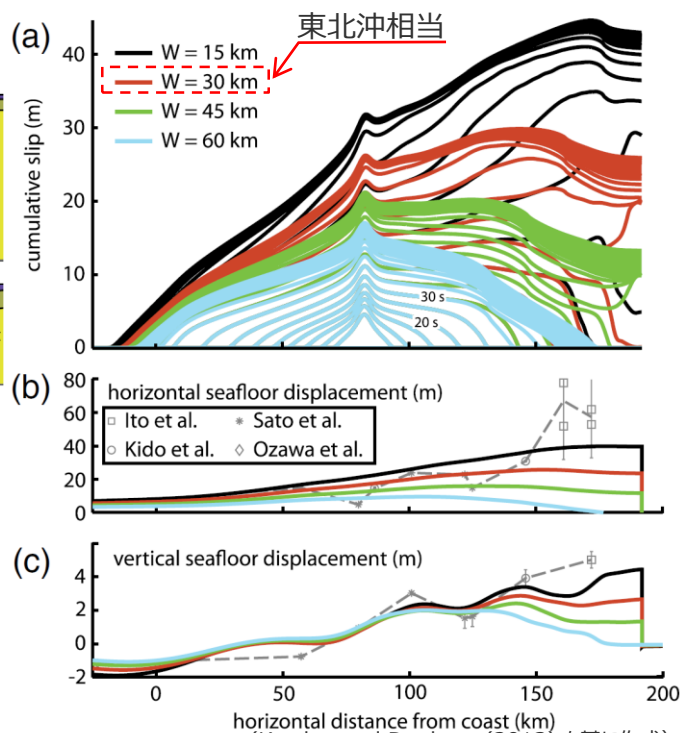 (a)
東北沖相当
W = 15 km
W = 30 km
W = 45 km
W = 60 km
cumulative slip (m)
40
30
20
10
0
30 s
20 s
(b)
horizontal seafloor displacement (m)
Ito et al.
Sato et al.
Kido et al.
Ozawa et al.
80
60
40
20
0
(c)
vertical seafloor displacement (m)
4
2
0
-2
0
50
100
150
200
horizontal distance from coast (km)